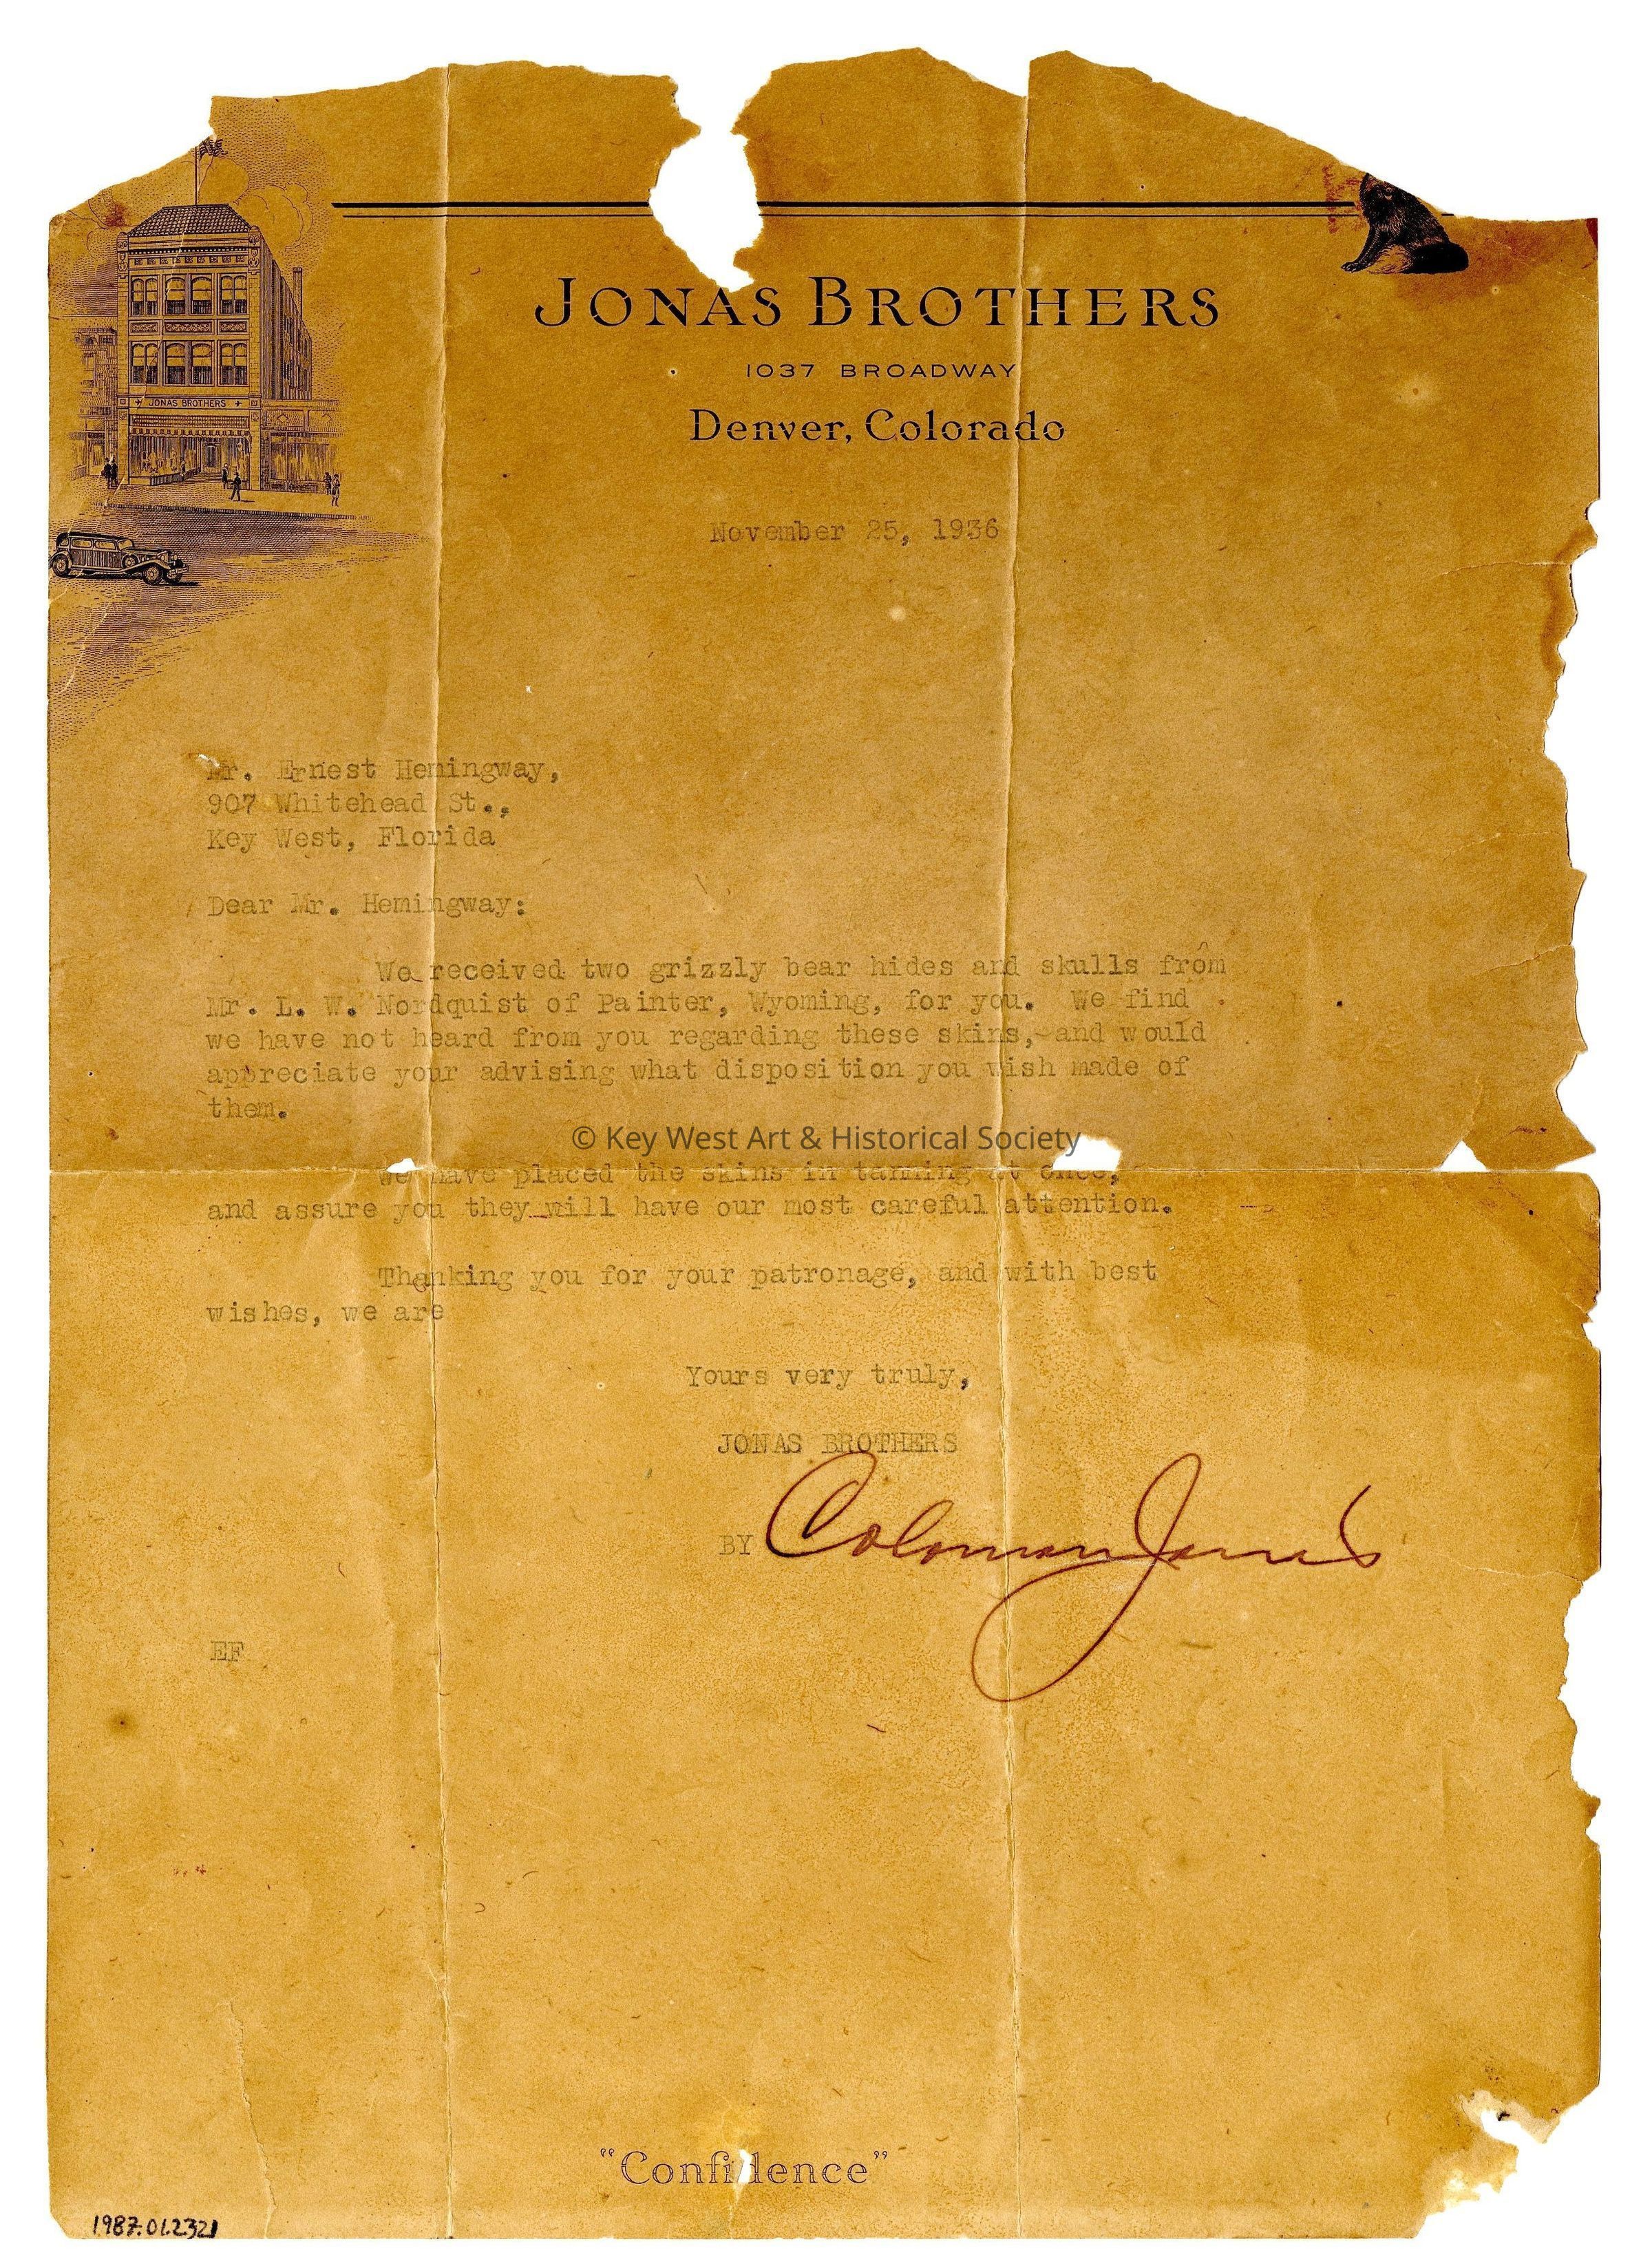 JONAS BROTHERS
1037 BROADWAY
Denver, Colorado
JONAS BROTHERS
November 25, 1936
Mr. Ernest Hemingway,
907 Whitehead St.,
Key West, Florida
Dear Mr. Hemingway:
We received two grizzly bear hides and skulls from
Mr. L. W. Nordquist of Painter, Wyoming, for you. We find
we have not heard from you regarding these skins, and would
appreciate your advising what disposition you wish made of
them.
© Key West Art & Historical Society
We have placed the skins in tanning at once,
and assure you they will have our most careful attention.
Thanking you for your patronage, and with best
wishes, we are
Yours very truly,
JONAS BROTHERS
BY Coloman Jonas
EF
"Confidence"
1987.01.2321